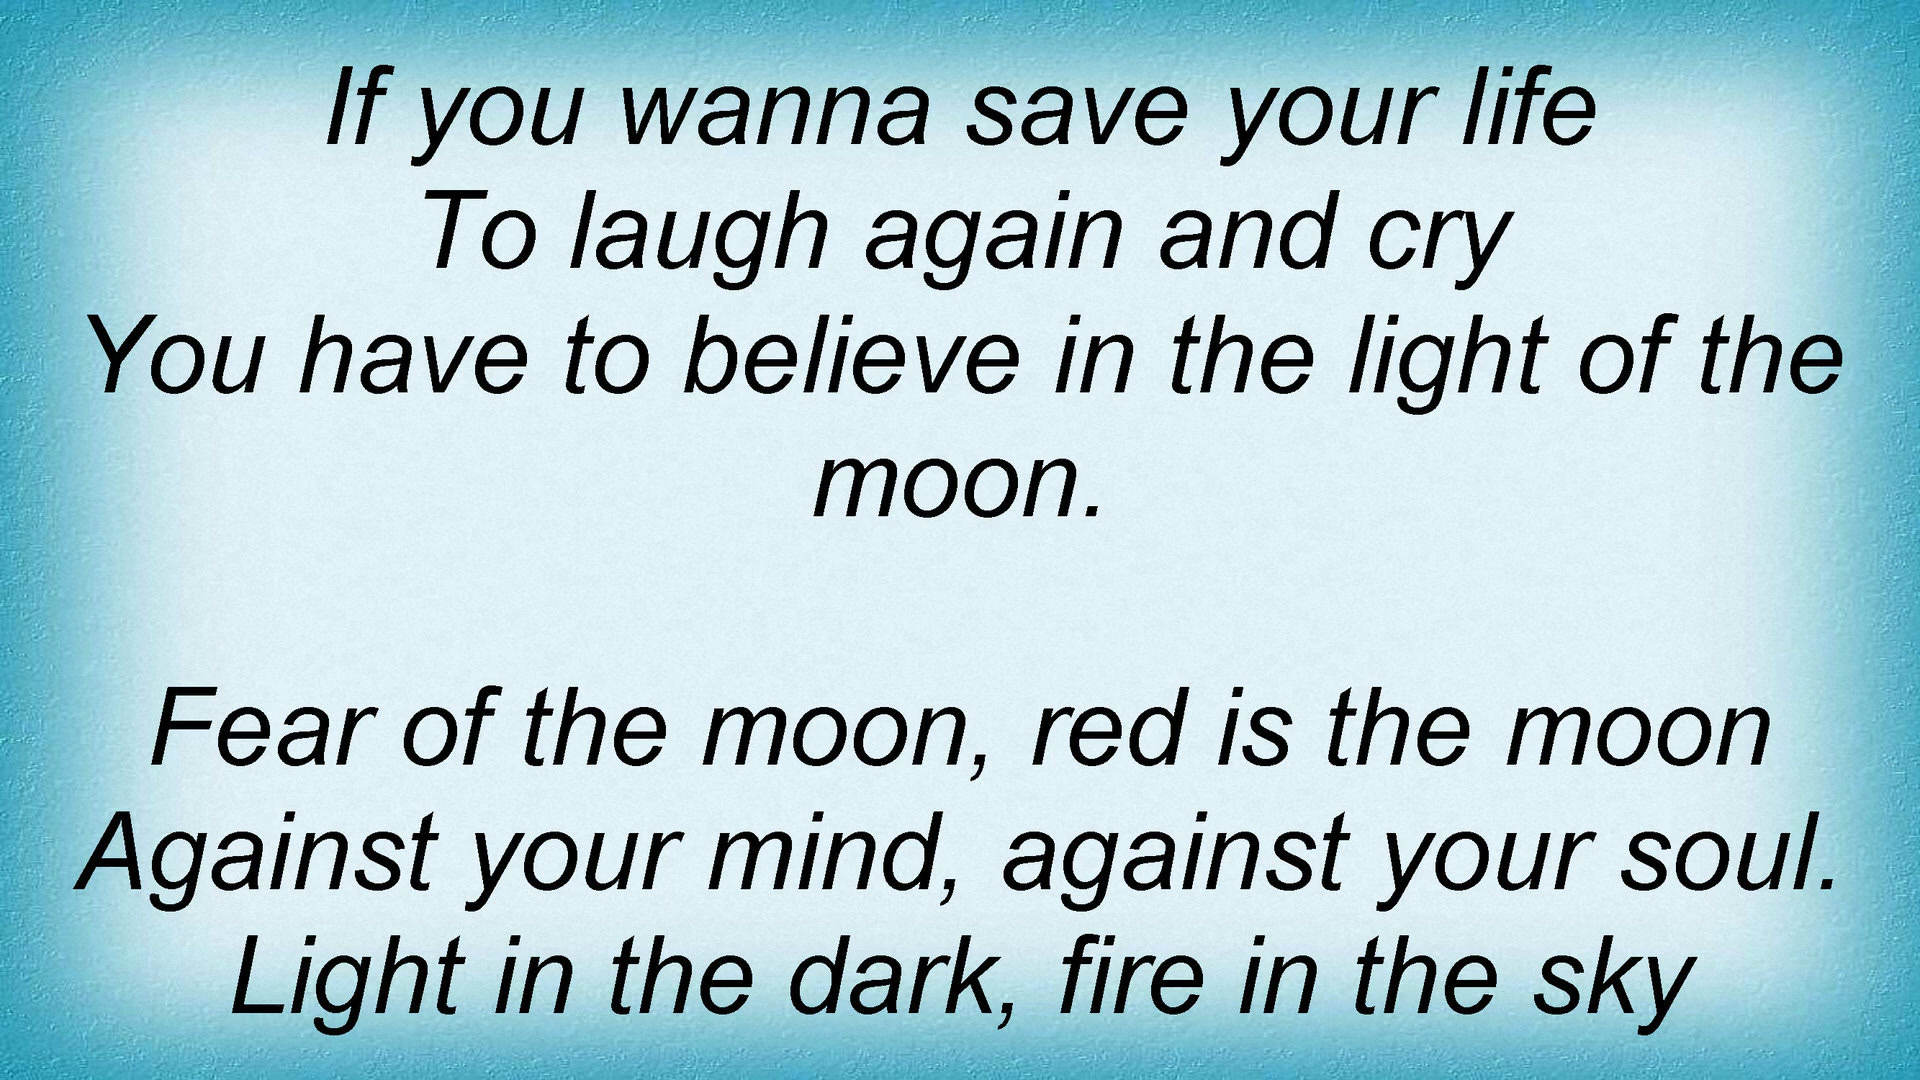 If you wanna save your life
To laugh again and cry
You have to believe in the light of the
moon.
Fear of the moon, red is the moon
Against your mind, against your soul.
Light in the dark, fire in the sky